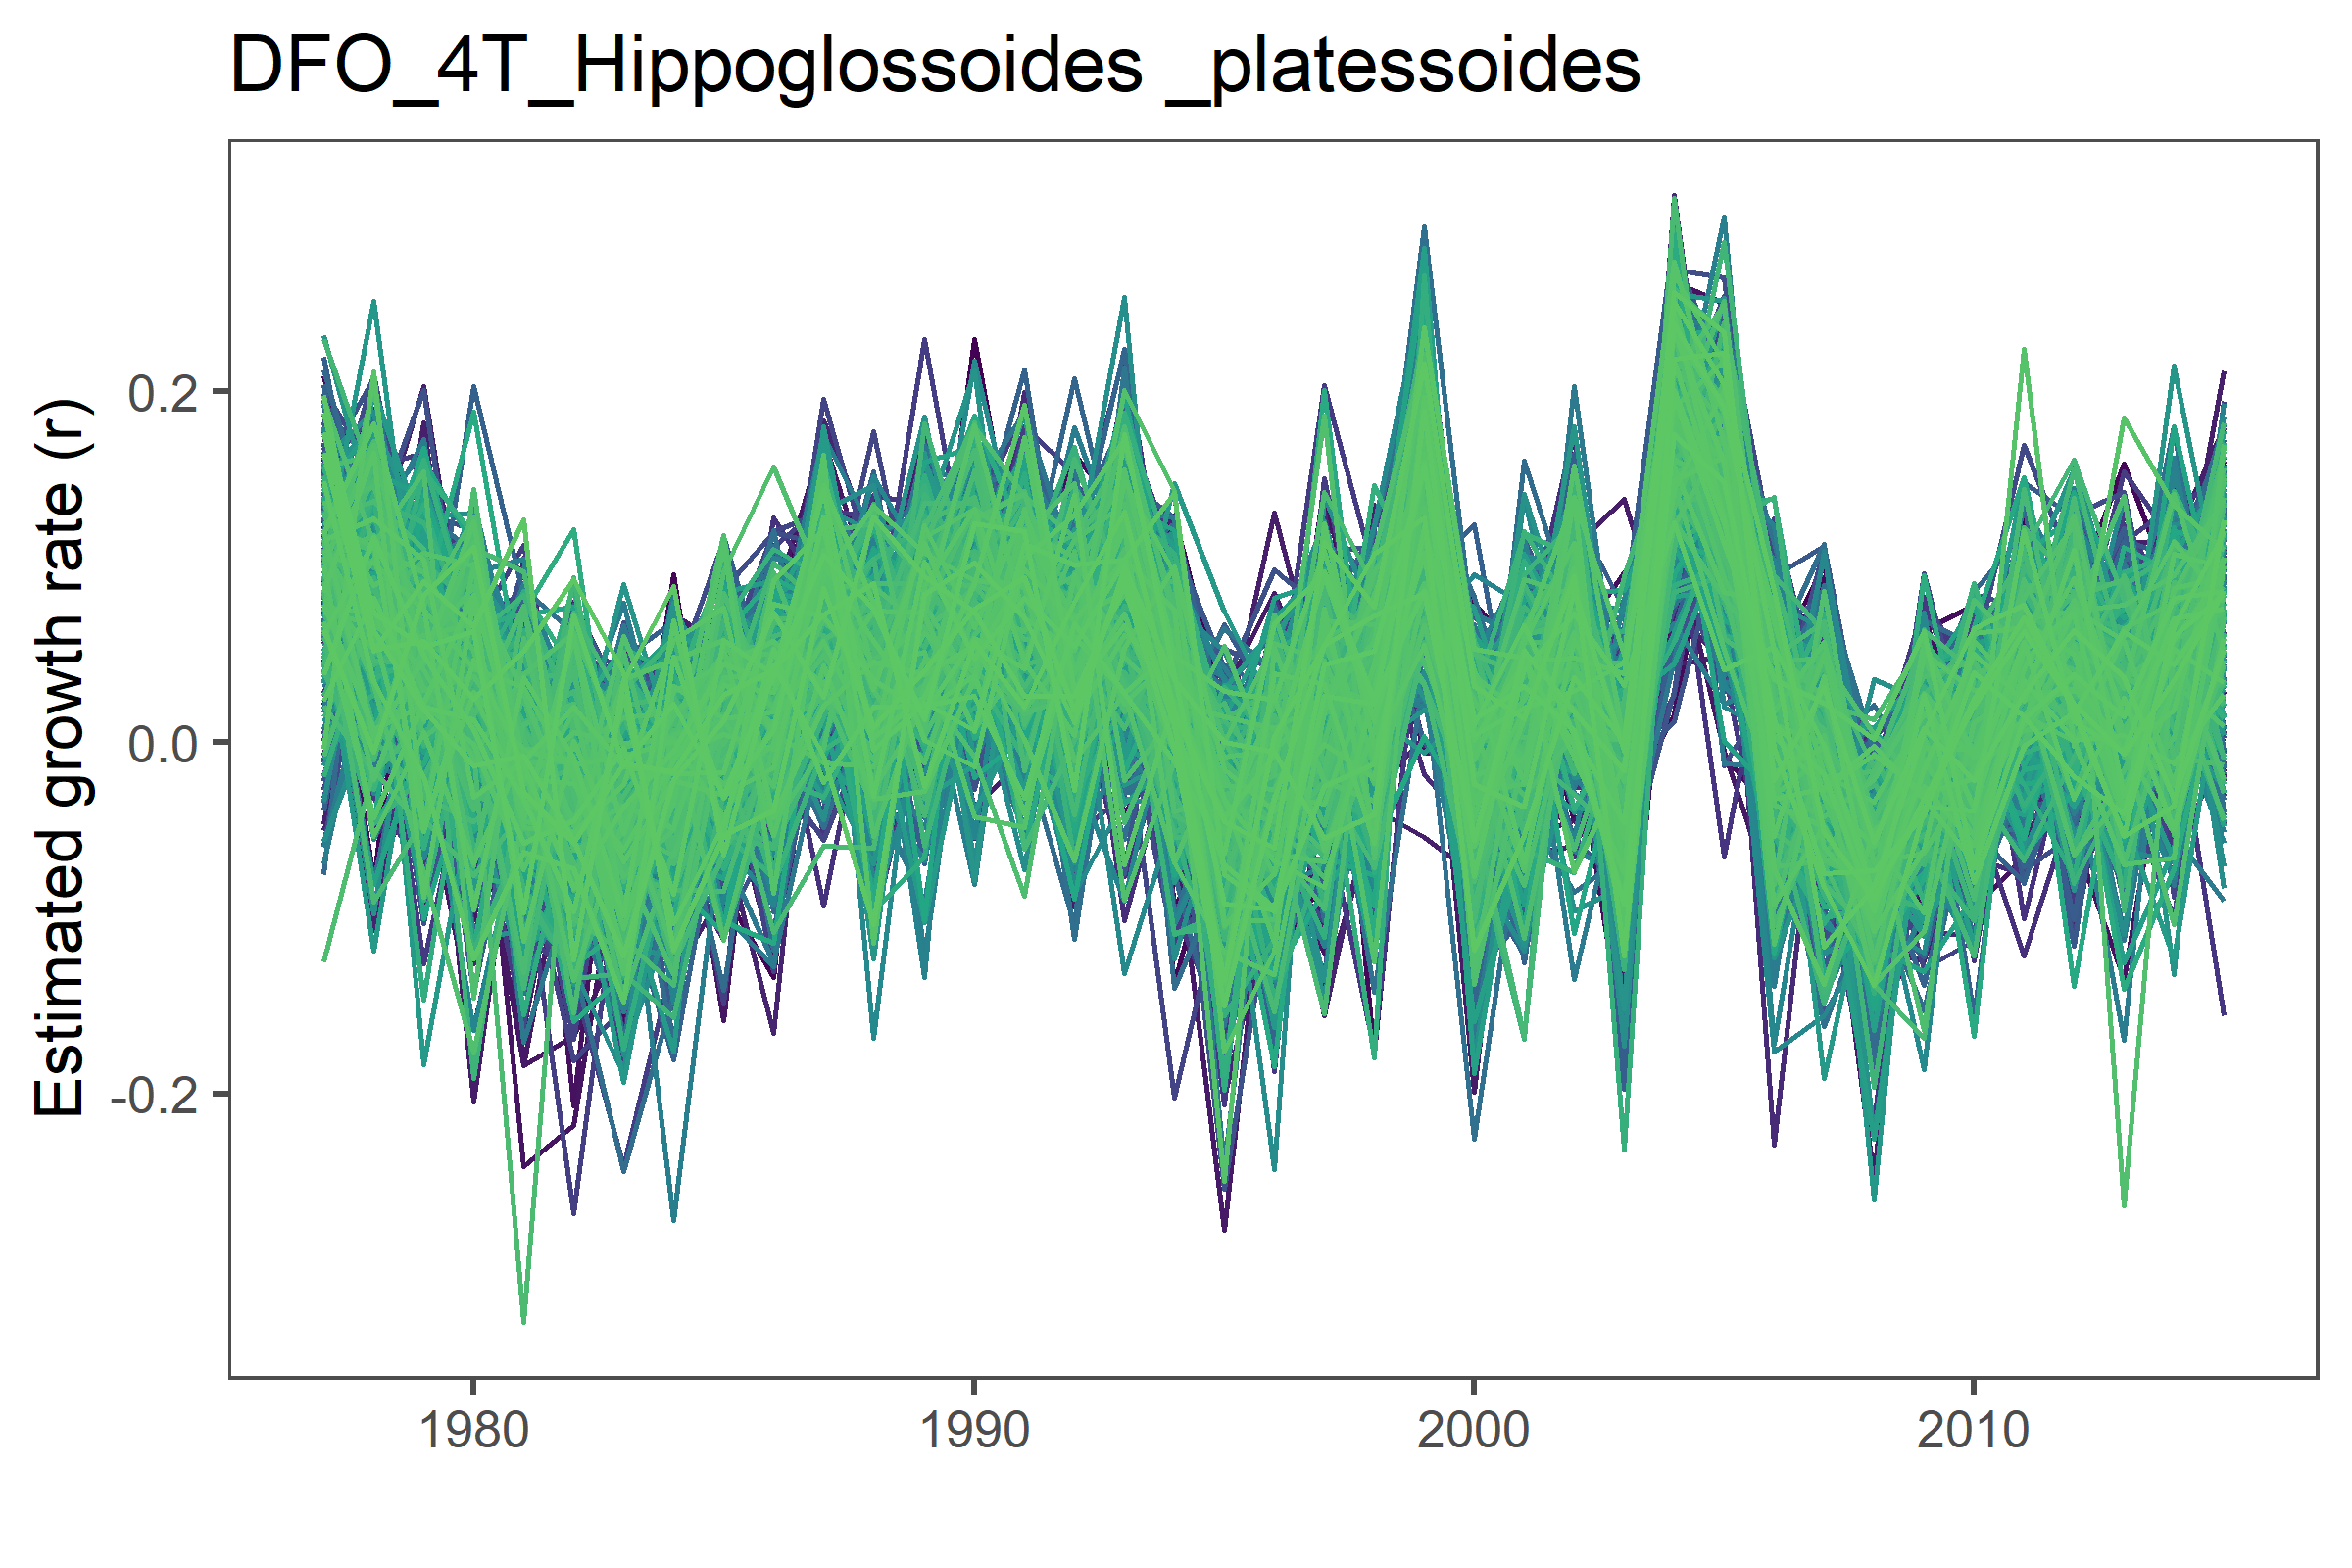 DFO_4T_Hippoglossoides _platessoides
Estimated growth rate (r)
0.2
0.0
-0.2
1980 1990 2000 2010